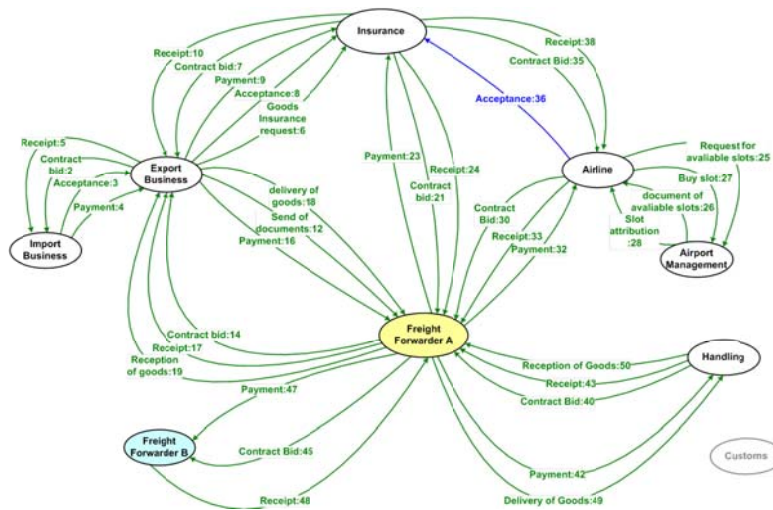 Insurance
Receipt:10
Contract bid:7
Payment:9
Acceptance:8
Goods
Insurance
request:6
Receipt:38
Contract Bid:35
Acceptance:36
Receipt:5
Contract
bid:2
Acceptance:3
Payment:4
Export
Business
Import
Business
delivery of
goods:18
Send of
documents:12
Payment:16
Payment:23
Receipt:24
Contract
bid:21
Airline
Request for
avaliable slots:25
Buy slot:27
document of
avaliable slots:26
Slot
attribution
:28
Airport
Management
Contract
Bid:30
Receipt:33
Payment:32
Contract bid:14
Receipt:17
Reception
of goods:19
Freight
Forwarder A
Reception of Goods:50
Receipt:43
Contract Bid:40
Handling
Payment:47
Freight
Forwarder B
Contract Bid:45
Receipt:48
Payment:42
Delivery of Goods:49
Customs